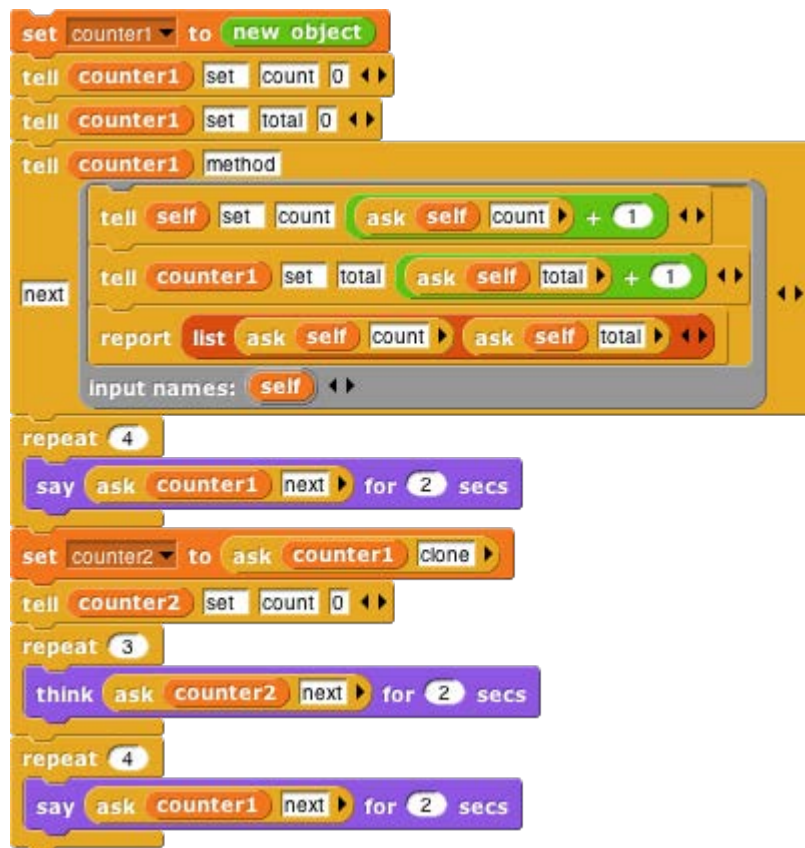 set counter1 to new object
tell counter1 set count 0
tell counter1 set total 0
tell counter1 method
tell self set count ask self count + 1
next tell counter1 set total ask self total + 1
report list ask self count ask self total
input names: self
repeat 4
say ask counter1 next for 2 secs
set counter2 to ask counter1 clone
tell counter2 set count 0
repeat 3
think ask counter2 next for 2 secs
repeat 4
say ask counter1 next for 2 secs